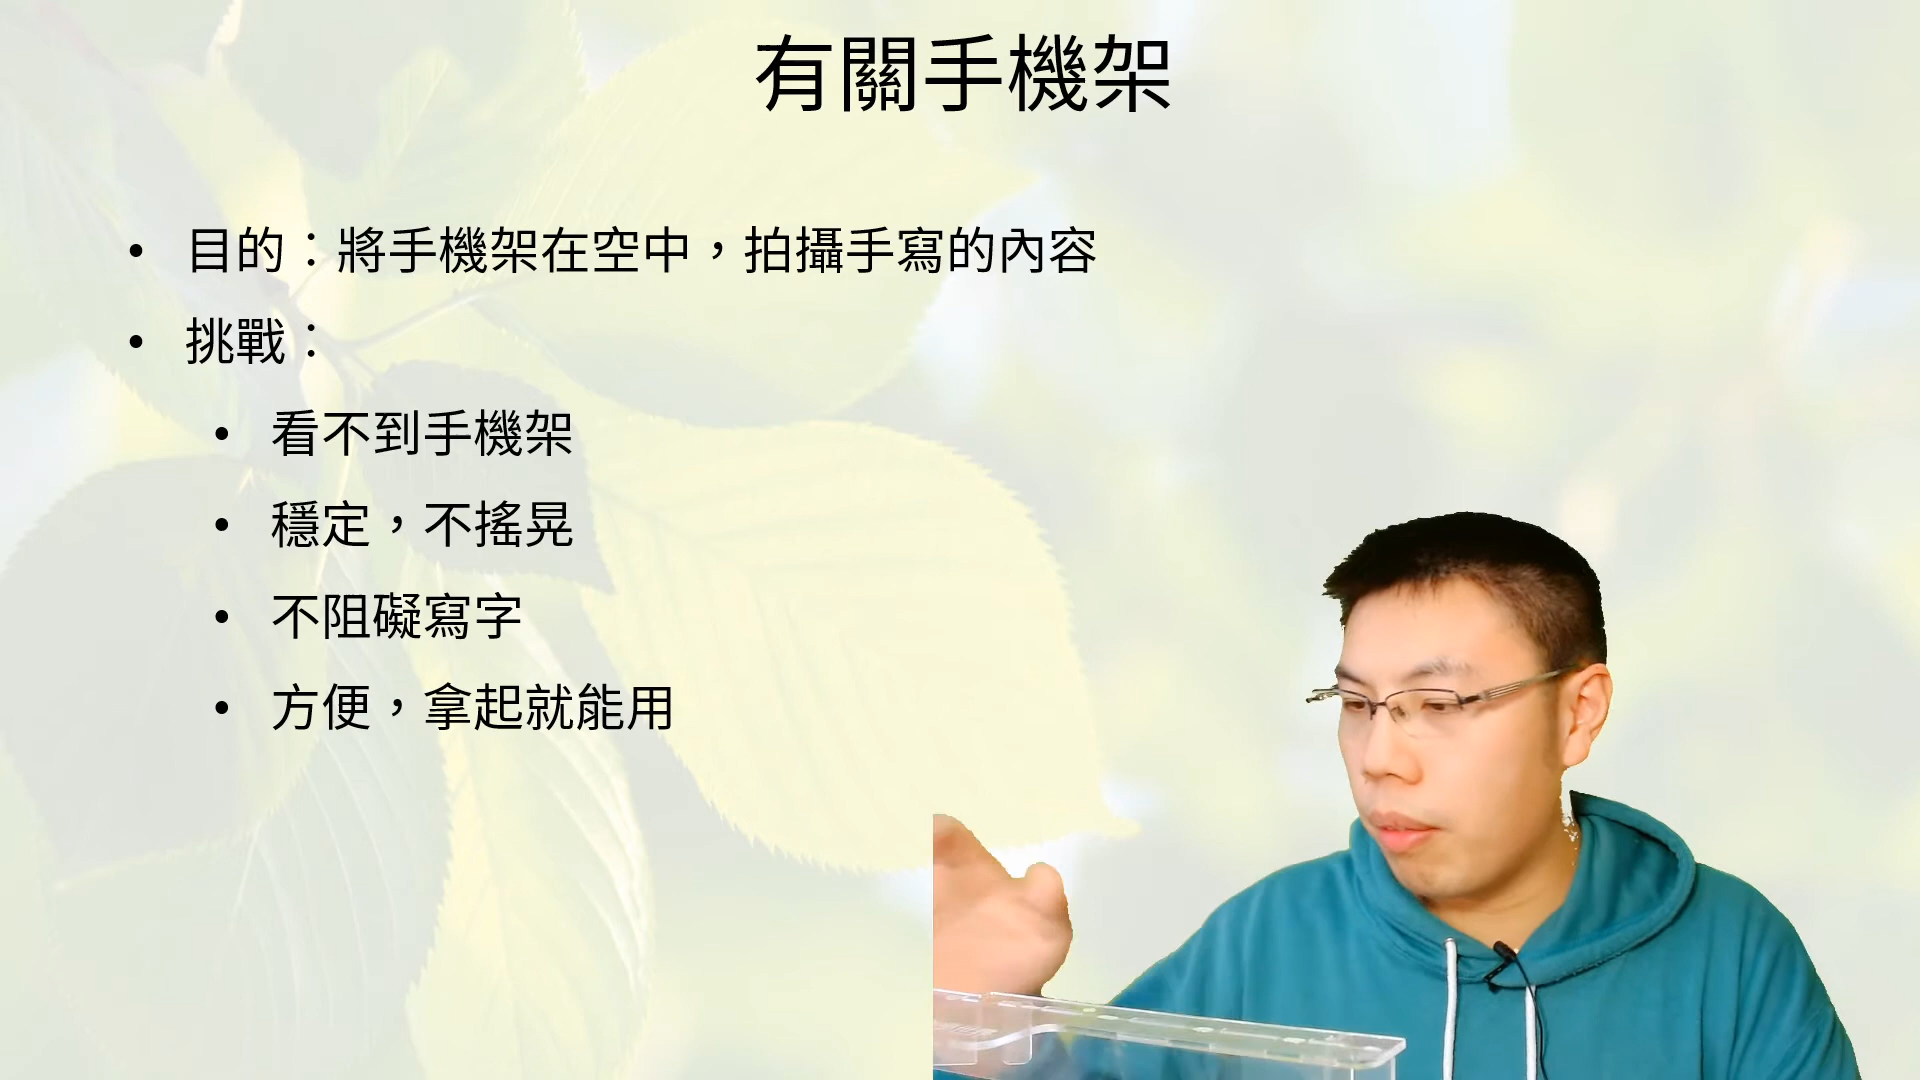 有關手機架
• 目的：將手機架在空中，拍攝手寫的內容
• 挑戰：
• 看不到手機架
• 穩定，不搖晃
• 不阻礙寫字
• 方便，拿起就能用